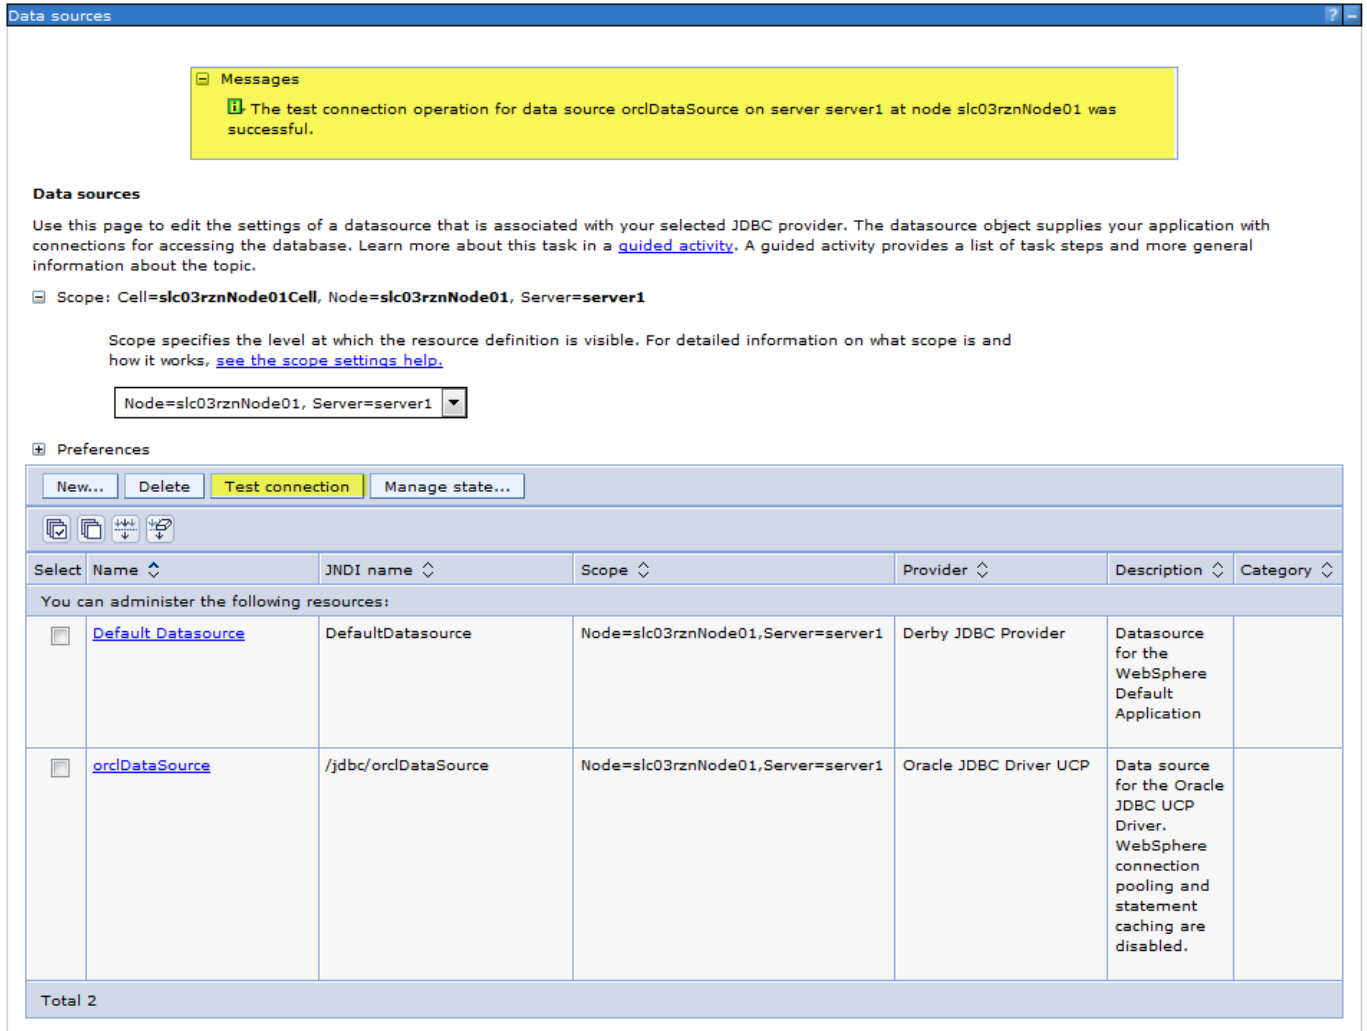 Data sources
? –
Messages
The test connection operation for data source orclDataSource on server server1 at node slc03rznNode01 was
successful.
Data sources
Use this page to edit the settings of a datasource that is associated with your selected JDBC provider. The datasource object supplies your application with
connections for accessing the database. Learn more about this task in a guided activity. A guided activity provides a list of task steps and more general
information about the topic.
Scope: Cell=slc03rznNode01Cell, Node=slc03rznNode01, Server=server1
Scope specifies the level at which the resource definition is visible. For detailed information on what scope is and
how it works, see the scope settings help.
Node=slc03rznNode01, Server=server1
Preferences
New... Delete Test connection Manage state...
Select Name JNDI name Scope Provider Description Category
You can administer the following resources:
Default Datasource DefaultDatasource Node=slc03rznNode01,Server=server1 Derby JDBC Provider Datasource
for the
WebSphere
Default
Application
orclDataSource /jdbc/orclDataSource Node=slc03rznNode01,Server=server1 Oracle JDBC Driver UCP Data source
for the Oracle
JDBC UCP
Driver.
WebSphere
connection
pooling and
statement
caching are
disabled.
Total 2